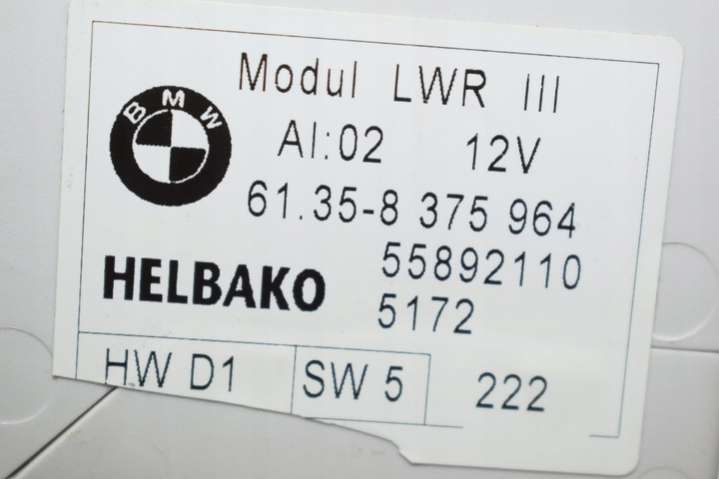 BMW
Modul LWR III
AI:02 12V
61.35-8 375 964
HELBAKO 55892110
5172
HW D1 SW 5 222